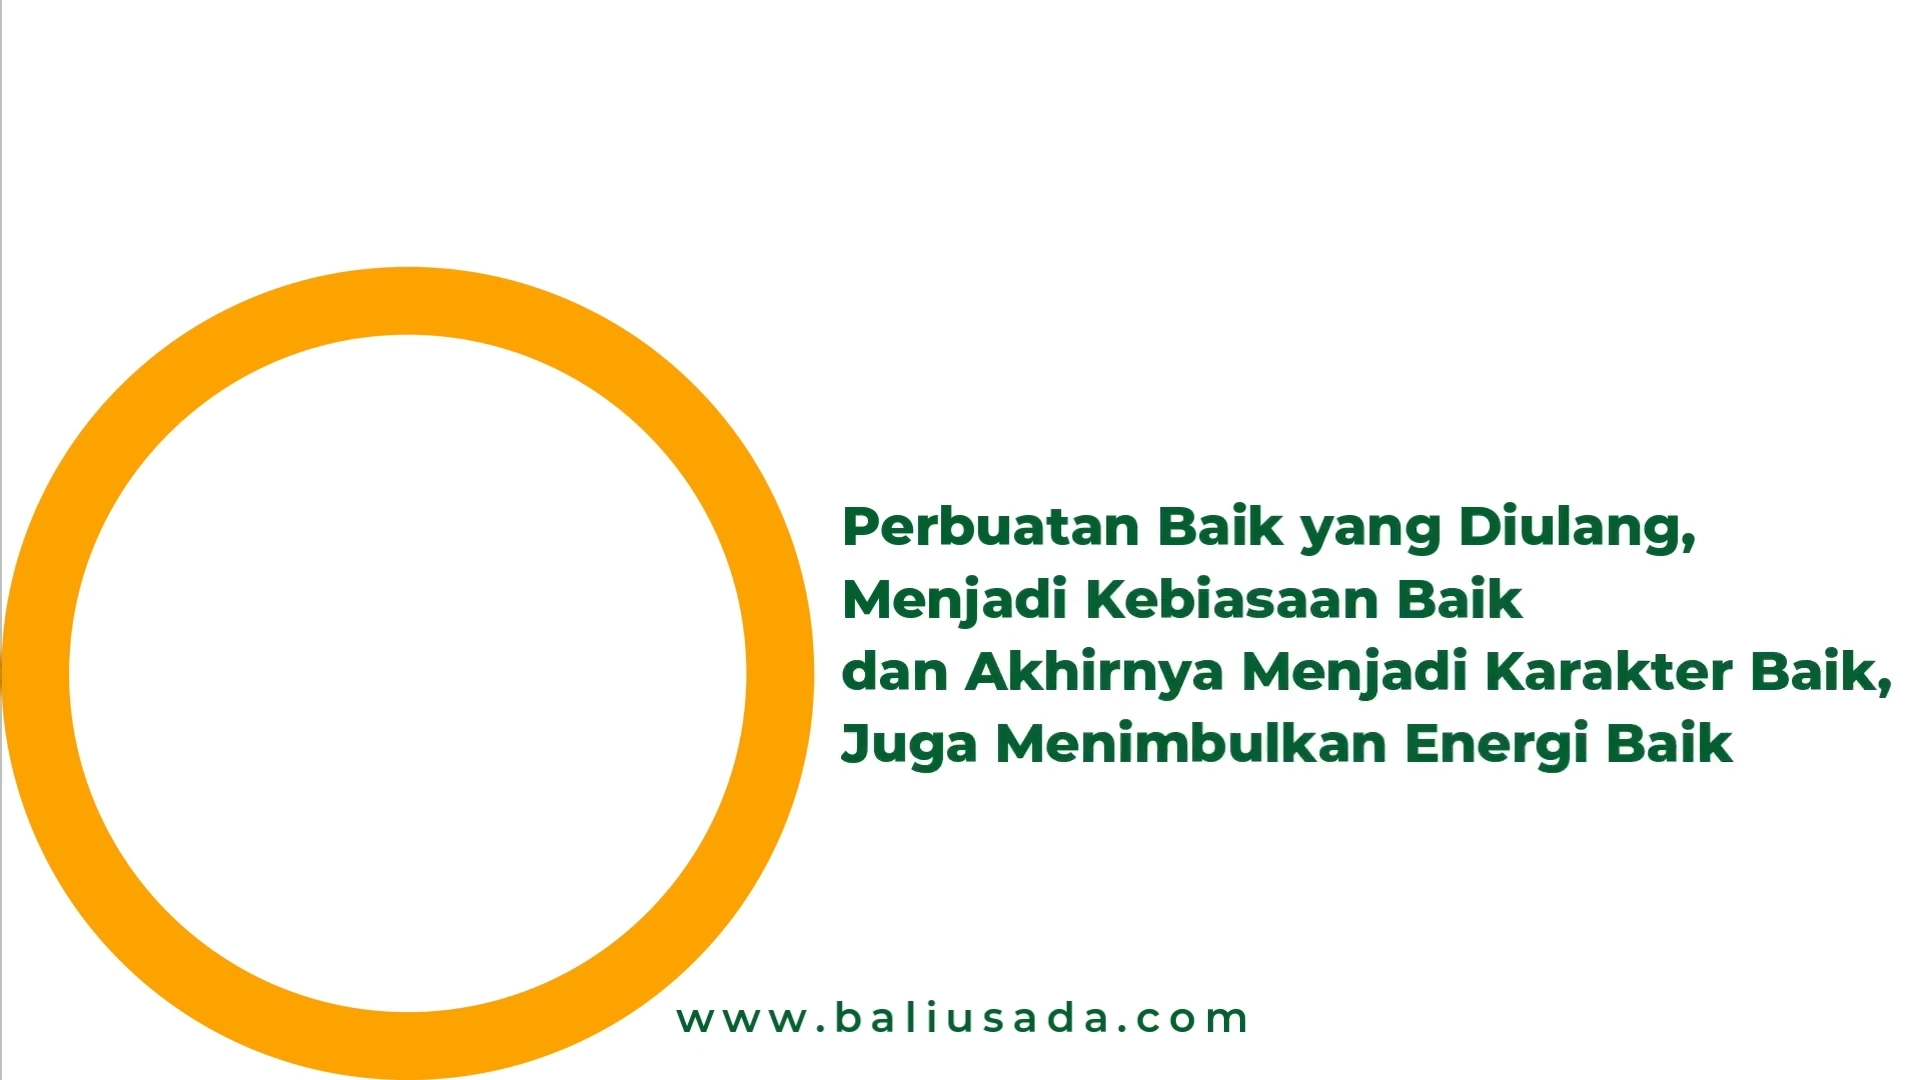 Perbuatan Baik yang Diulang,
Menjadi Kebiasaan Baik
dan Akhirnya Menjadi Karakter Baik,
Juga Menimbulkan Energi Baik
www.baliusada.com